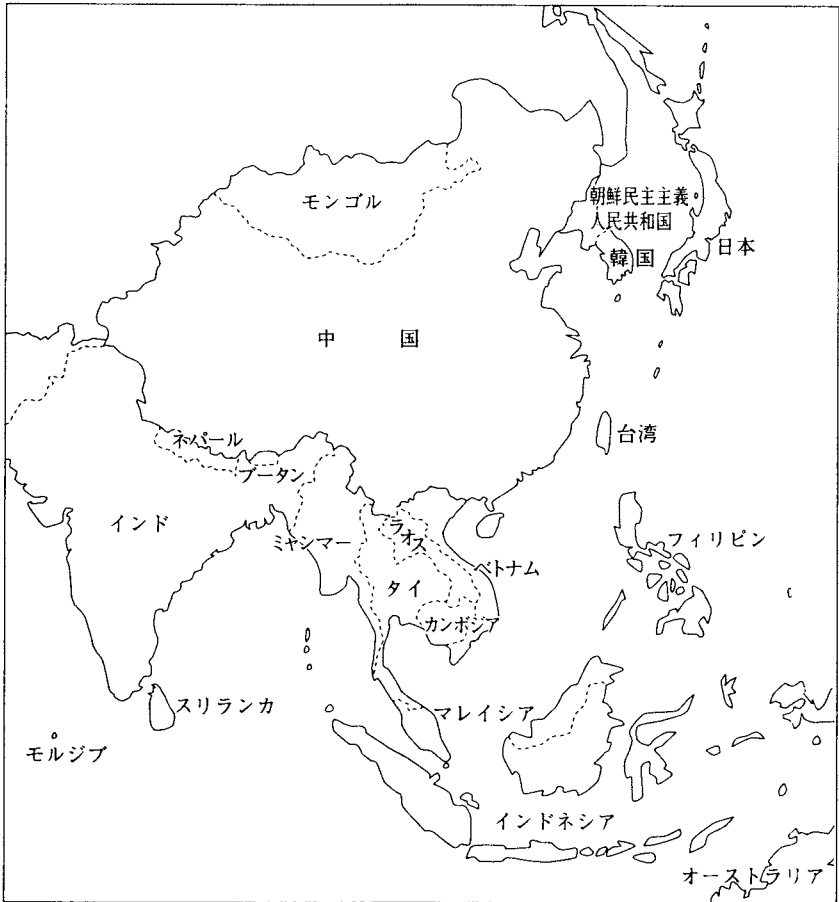 モンゴル
朝鮮民主主義
人民共和国
韓国
日本
中国
台湾
ネパール
ブータン
インド
ミャンマー
ラオス
ベトナム
フィリピン
タイ
カンボジア
スリランカ
マレイシア
モルジブ
インドネシア
オーストラリア